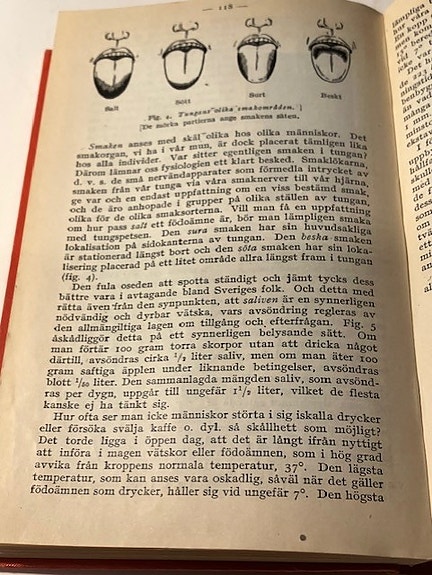 — 118 —
Salt Sött Surt Beskt
Fig. 4. Tungans olika smakområden.
[De mörka partierna ange smakens säten.]
Smaken anses med skäl olika hos olika människor. Det
smakorgan, vi ha i vår mun, är dock placerat tämligen lika
hos alla individer. Var sitter egentligen smaken i tungan?
Därom lämnar oss fysiologien ett klart besked. Smaklökarna,
d. v. s. de små nervändapparater som förmedla intrycket av
smaken från vår tunga via våra smaknerver till vår hjärna,
ge var och en endast uppfattning om en viss bestämd smak,
och de äro anhopade i grupper på olika ställen av tungan,
olika för de olika smaksorterna. Vill man få en uppfattning
om hur pass salt ett födoämne är, bör man lämpligen smaka
med tungspetsen. Den sura smaken har sin huvudsakliga
lokalisation på sidokanterna av tungan. Den beska smaken
är stationerad längst bort och den söta smaken har sin loka-
lisering placerad på ett litet område allra längst fram i tungan
(fig. 4).
Den fula oseden att spotta ständigt och jämt tycks dess
bättre vara i avtagande bland Sveriges folk. Och detta med
rätta även från den synpunkten, att saliven är en synnerligen
nödvändig och dyrbar vätska, vars avsöndring regleras av
den allmängiltiga lagen om tillgång och efterfrågan. Fig. 5
åskådliggör detta på ett synnerligen belysande sätt. Om
man förtär 100 gram torra skorpor utan att dricka något
därtill, avsöndras cirka liter saliv, men om man äter 100
gram saftiga äpplen under liknande betingelser, avsöndras
blott liter. Den sammanlagda mängden saliv, som avsönd-
ras per dygn, uppgår till ungefär 1¹/₂ liter, vilket de flesta
kanske ej ha tänkt sig.
Hur ofta ser man icke människor störta i sig iskalla drycker
eller försöka svälja kaffe o. dyl. så skållhett som möjligt?
Det torde ligga i öppen dag, att det är långt ifrån nyttigt
att införa i magen vätskor eller födoämnen, som i hög grad
avvika från kroppens normala temperatur, 37°. Den lägsta
temperatur, som kan anses vara oskadlig, såväl när det gäller
födoämnen som drycker, håller sig vid ungefär 7°. Den högsta